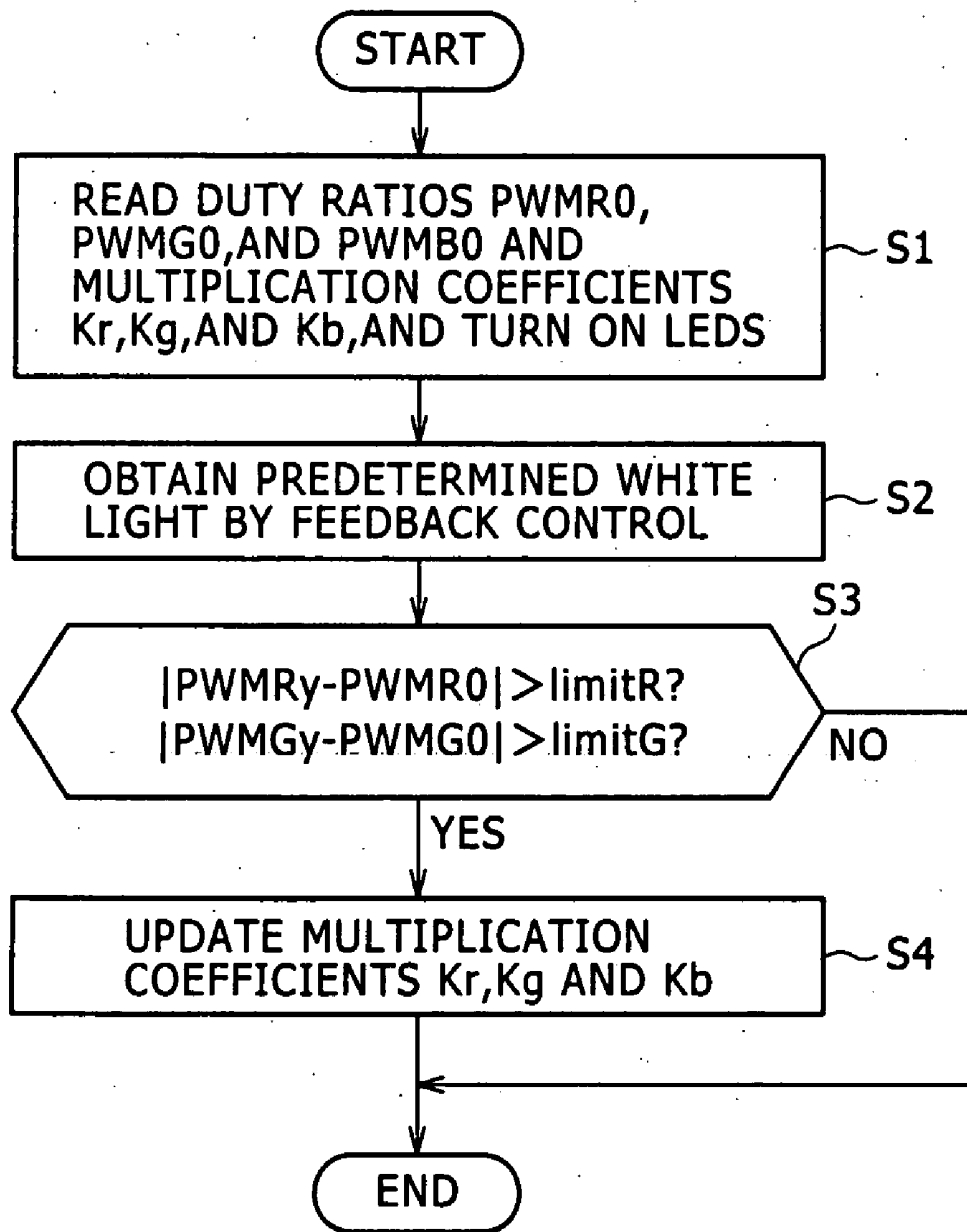 START
READ DUTY RATIOS PWMR0,
PWMG0,AND PWMB0 AND
MULTIPLICATION COEFFICIENTS
Kr,Kg,AND Kb,AND TURN ON LEDS
S1
OBTAIN PREDETERMINED WHITE
LIGHT BY FEEDBACK CONTROL
S2
S3
|PWMRy-PWMR0|>limitR?
|PWMGy-PWMG0|>limitG?
NO
YES
UPDATE MULTIPLICATION
COEFFICIENTS Kr,Kg AND Kb
S4
END